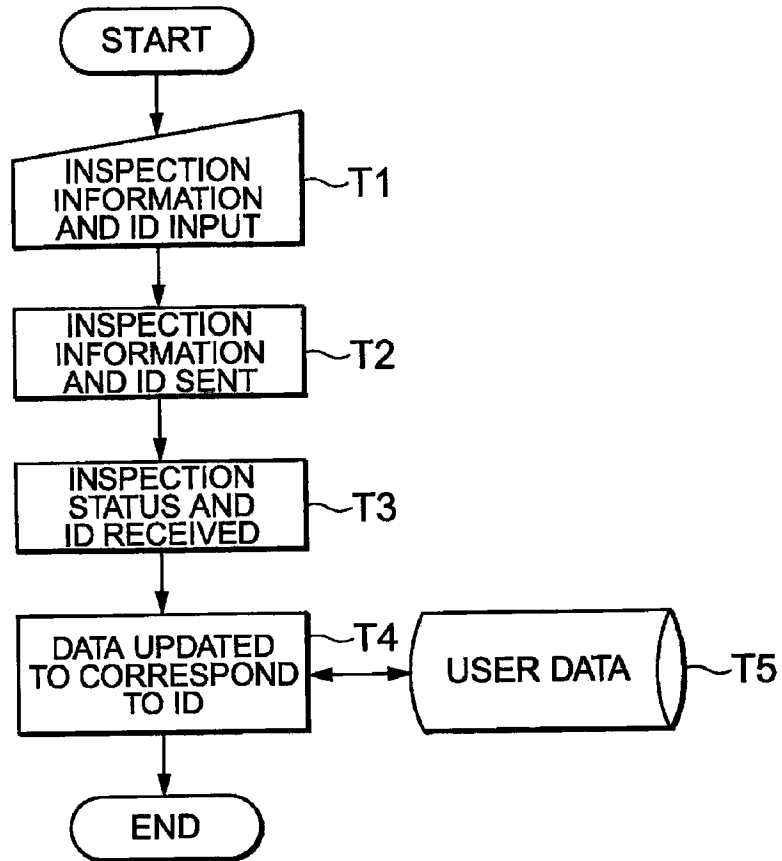 START
INSPECTION
INFORMATION
AND ID INPUT
T1
INSPECTION
INFORMATION
AND ID SENT
T2
INSPECTION
STATUS AND
ID RECEIVED
T3
DATA UPDATED
TO CORRESPOND
TO ID
T4
USER DATA
T5
END